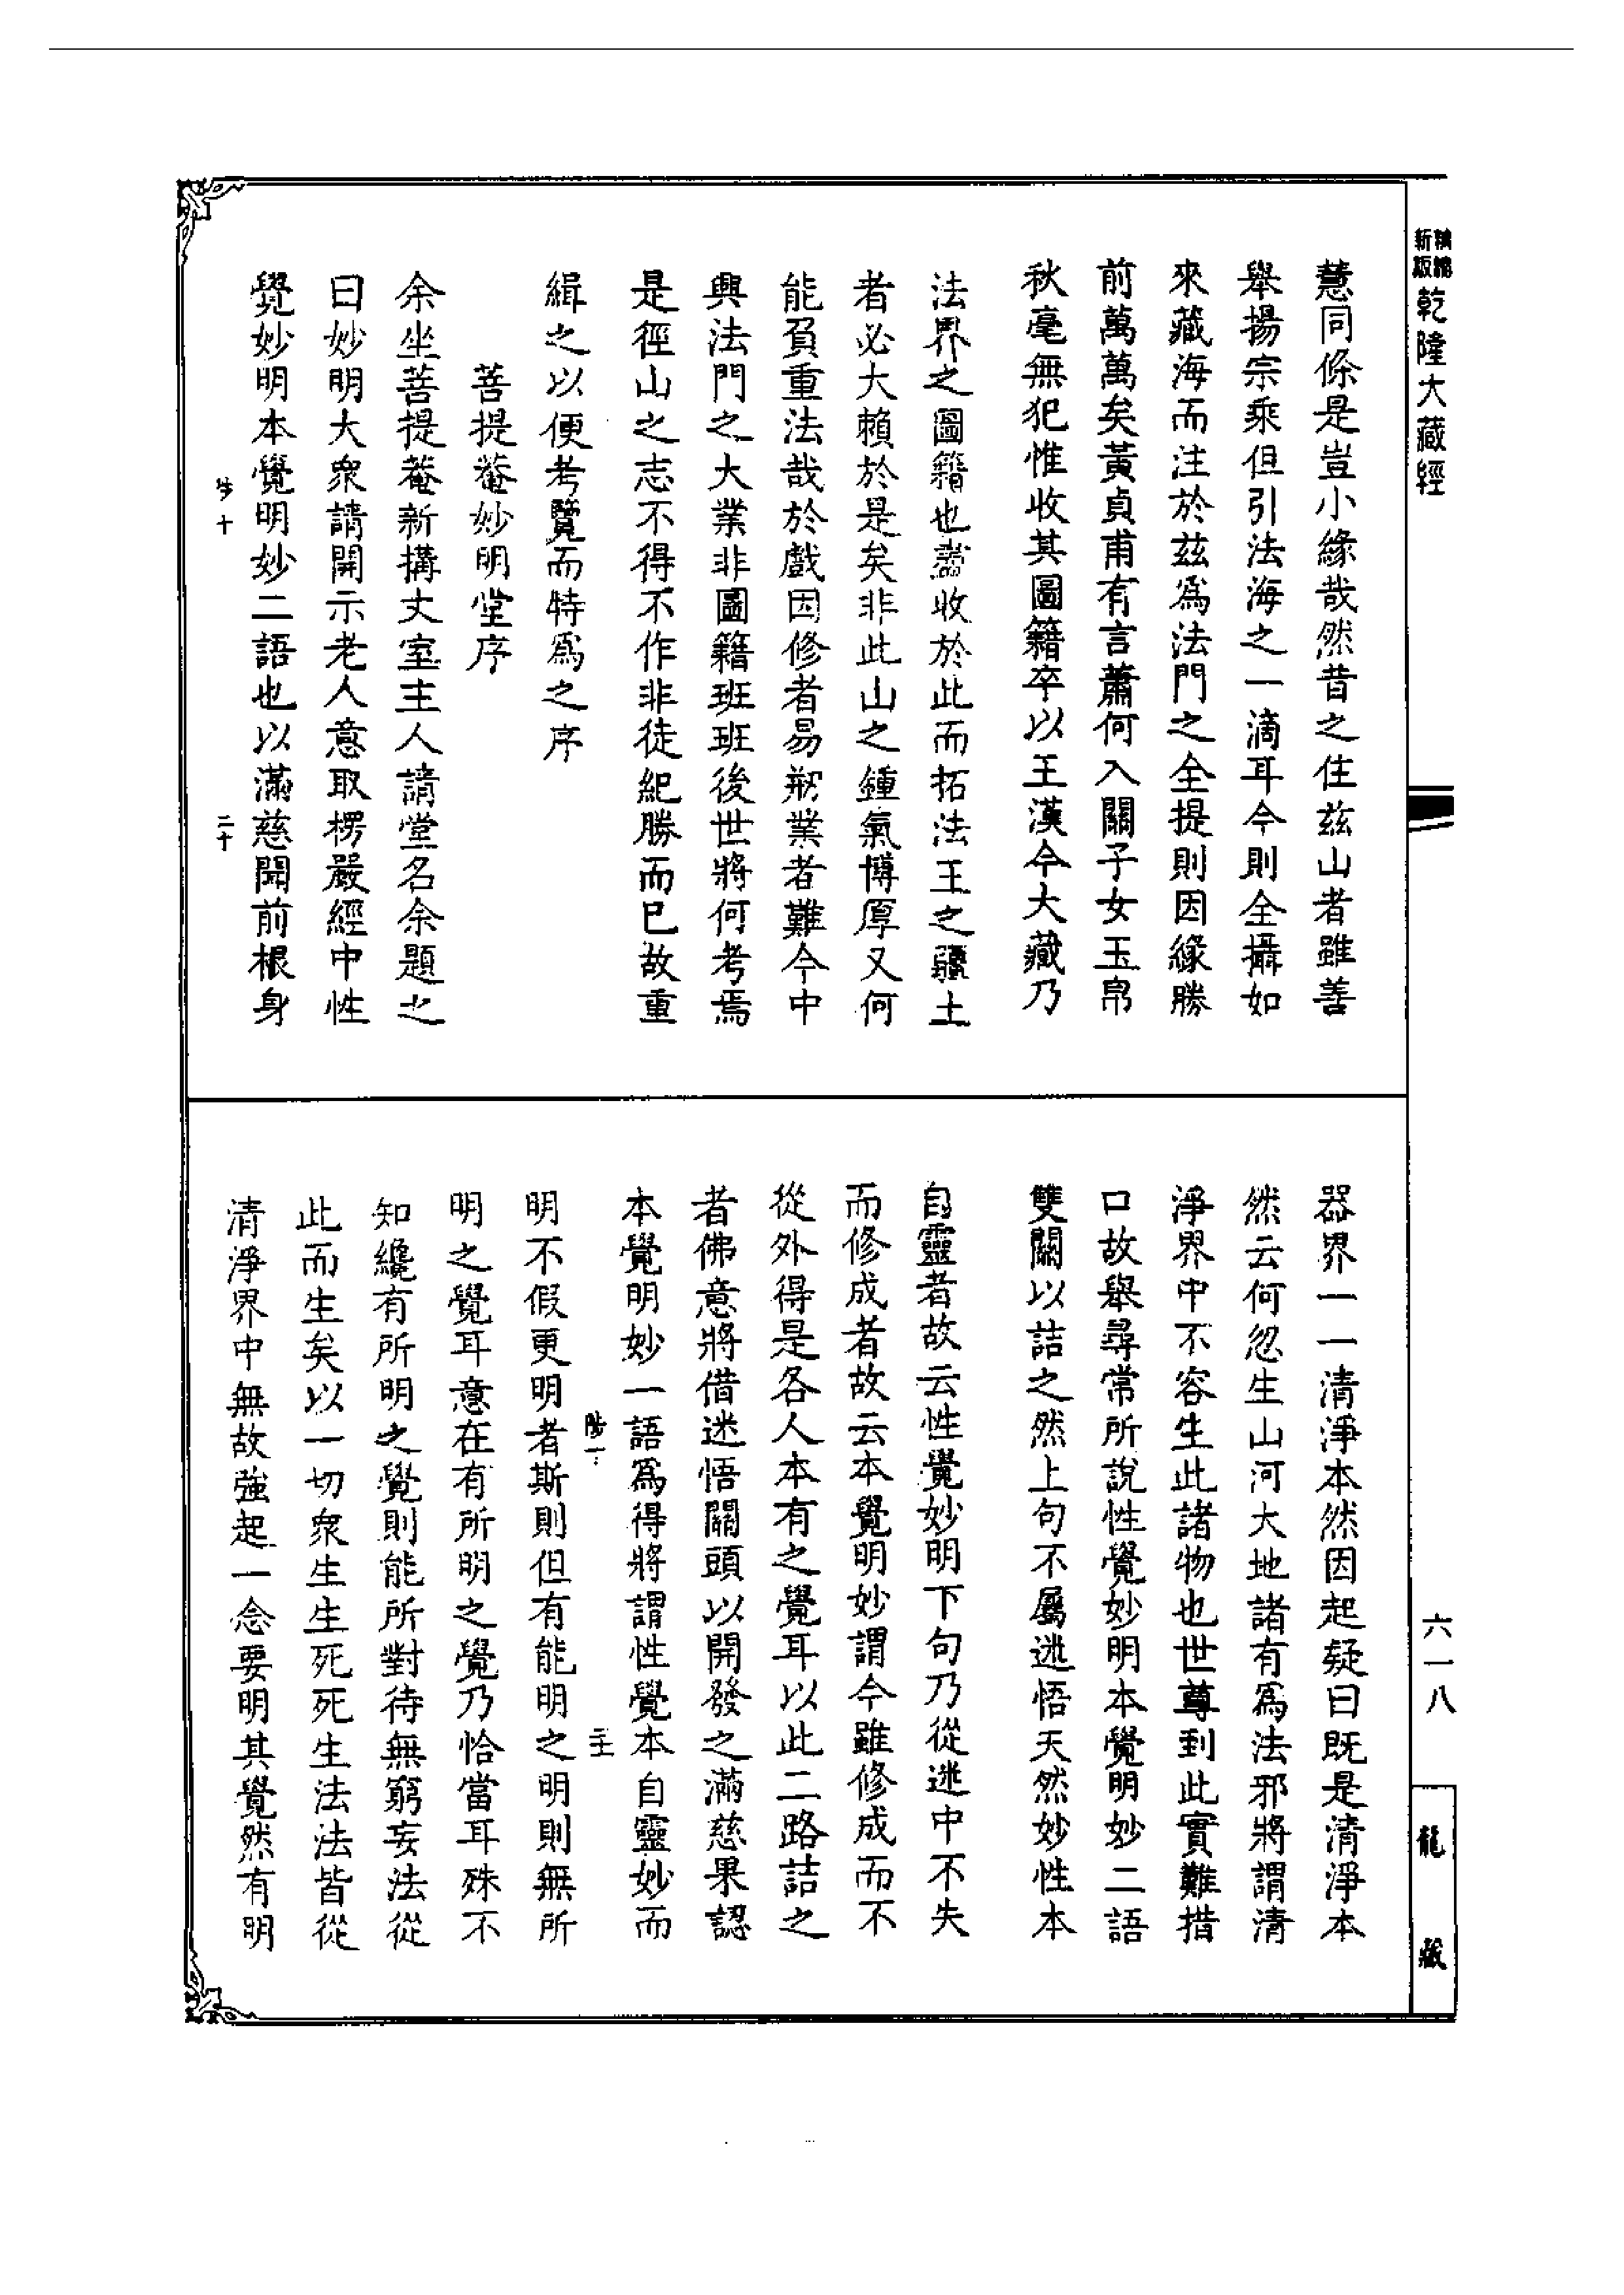 精縮新版乾隆大藏經
慧同條是豈小緣哉然昔之住茲山者雖善
舉揚宗乘但引法海之一滴耳今則全攝如
來藏海而注於茲為法門之全提則因緣勝
前萬萬矣黃貞甫有言蕭何入關子女玉帛
秋毫無犯惟收其圖籍卒以王漢今大藏乃
法界之圖籍也盡收於此而拓法王之疆土
者必大賴於是矣非此山之鍾氣博厚又何
能負重法哉於戲因修者易剏業者難今中
興法門之大業非圖籍班班後世將何考焉
是徑山之志不得不作非徒紀勝而已故重
緝之以便考覽而特為之序
菩提菴妙明堂序
余坐菩提菴新搆丈室主人請堂名余題之
曰妙明大眾請開示老人意取楞嚴經中性
覺妙明本覺明妙二語也以滿慈聞前根身
陟十
二十
器界一一清淨本然因起疑曰既是清淨本
然云何忽生山河大地諸有為法邪將謂清
淨界中不容生此諸物也世尊到此實難措
口故舉尋常所說性覺妙明本覺明妙二語
雙關以詰之然上句不屬迷悟天然妙性本
自靈者故云性覺妙明下句乃從迷中不失
而修成者故云本覺明妙謂今雖修成而不
從外得是各人本有之覺耳以此二路詰之
者佛意將借迷悟關頭以開發之滿慈果認
本覺明妙一語為得將謂性覺本自靈妙而
陟十
二十一
明不假更明者斯則但有能明之明則無所
明之覺耳意在有所明之覺乃恰當耳殊不
知纔有所明之覺則能所對待無窮妄法從
此而生矣以一切眾生生死死生法法皆從
清淨界中無故強起一念要明其覺然有明
六一八
龍藏